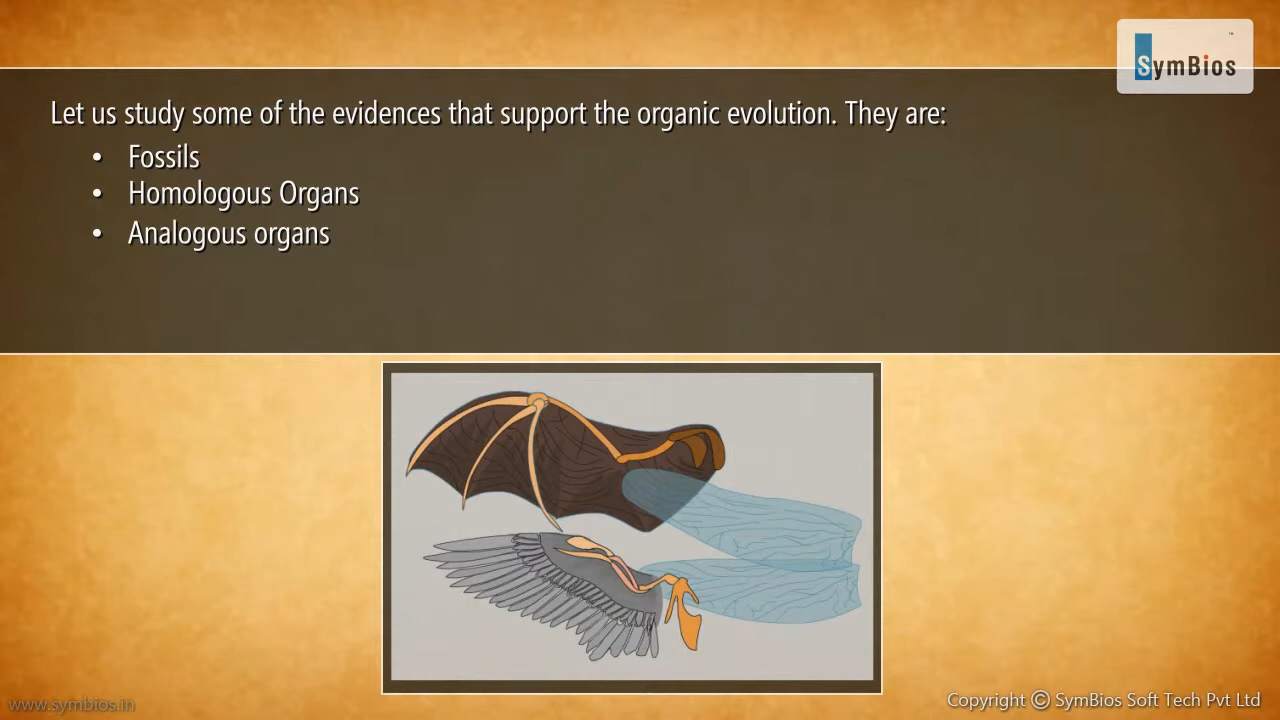 SymBios
™
Let us study some of the evidences that support the organic evolution. They are:
• Fossils
• Homologous Organs
• Analogous organs
www.symbios.in
Copyright © SymBios Soft Tech Pvt Ltd